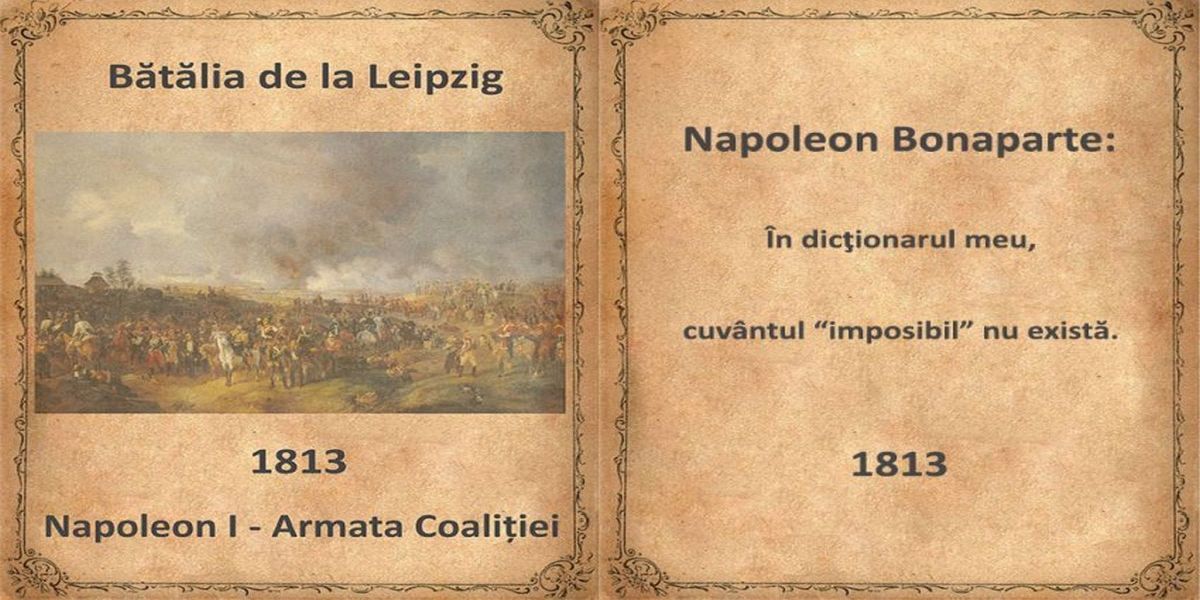 Bătălia de la Leipzig
1813
Napoleon I - Armata Coaliției
Napoleon Bonaparte:
În dicţionarul meu,
cuvântul “imposibil” nu există.
1813